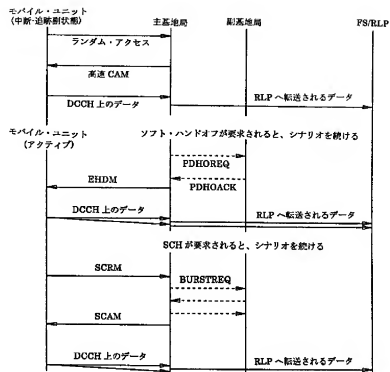 モバイル・ユニット
(中断-追跡副状態)
主基地局
副基地局
FS/RLP
ランダム・アクセス
高速 CAM
DCCH 上のデータ
RLP へ転送されるデータ
モバイル・ユニット
(アクティブ)
ソフト・ハンドオフが要求されると、シナリオを続ける
PDHOREQ
EHDM
PDHOACK
DCCH 上のデータ
RLP へ転送されるデータ
SCH が要求されると、シナリオを続ける
SCRM
BURSTREQ
SCAM
DCCH 上のデータ
RLP へ転送されるデータ